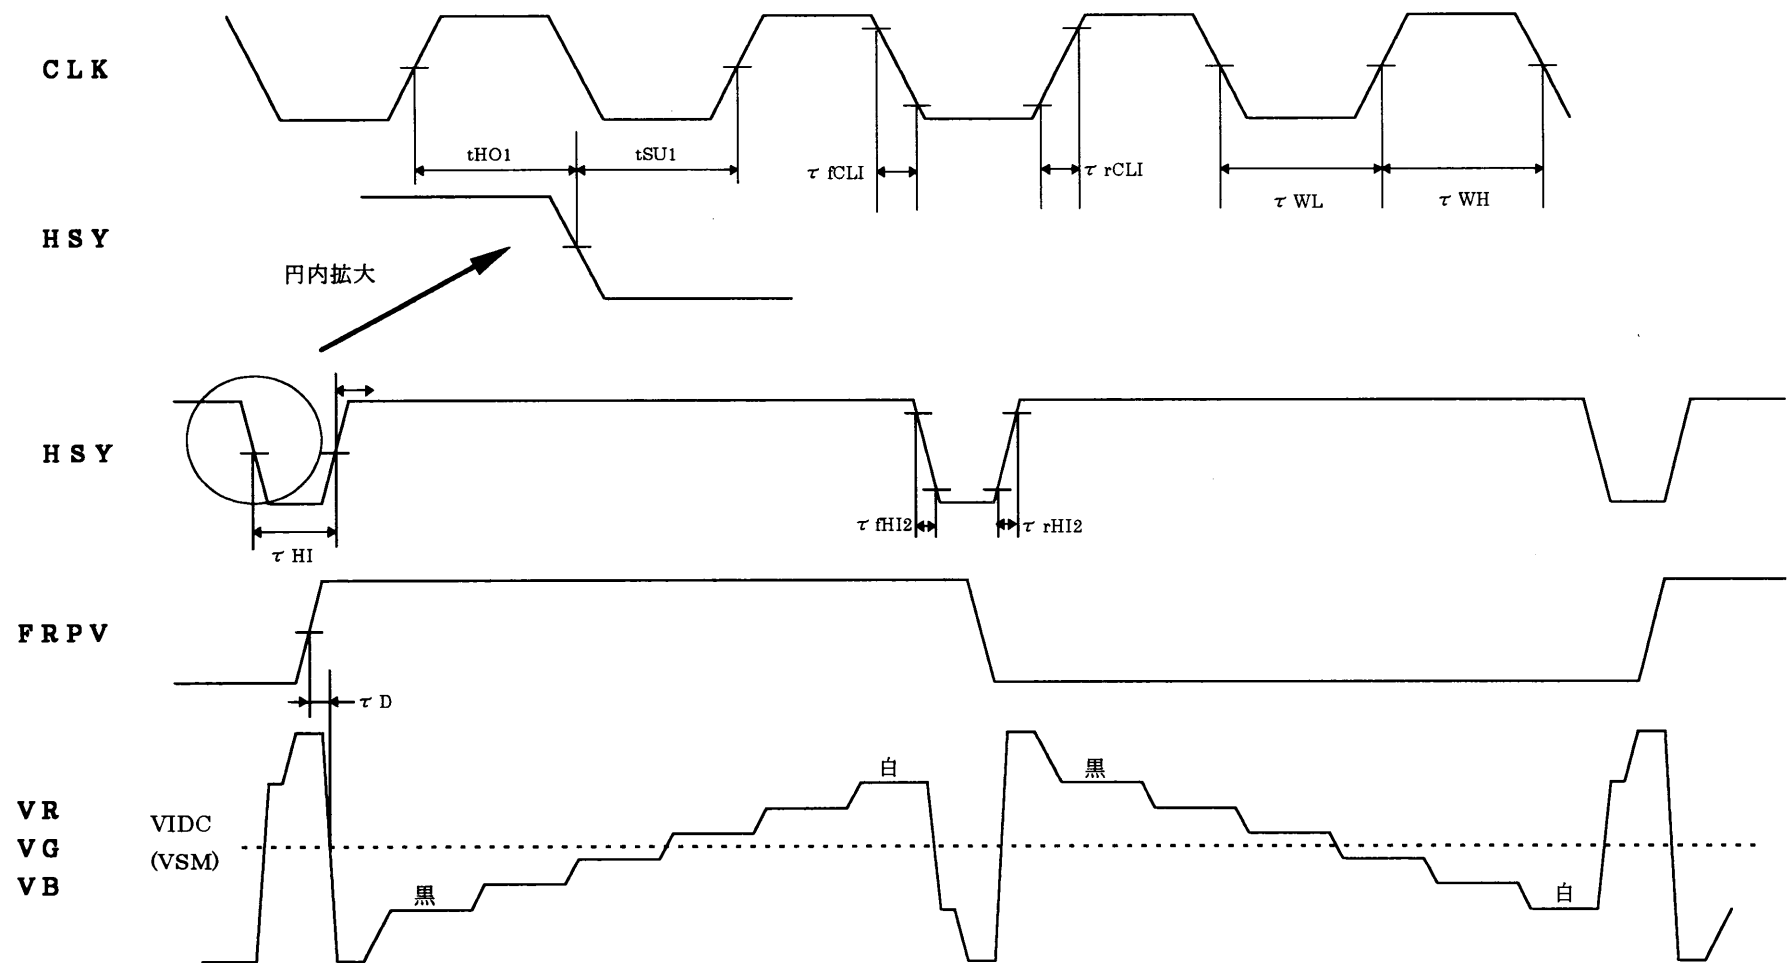 CLK
tHO1
tSU1
τ fCLI
τ rCLI
τ WL
τ WH
HSY
円内拡大
HSY
τ HI
τ fHI2
τ rHI2
FRPV
τ D
白
黒
VR
VIDC
VG
(VSM)
VB
黒
白